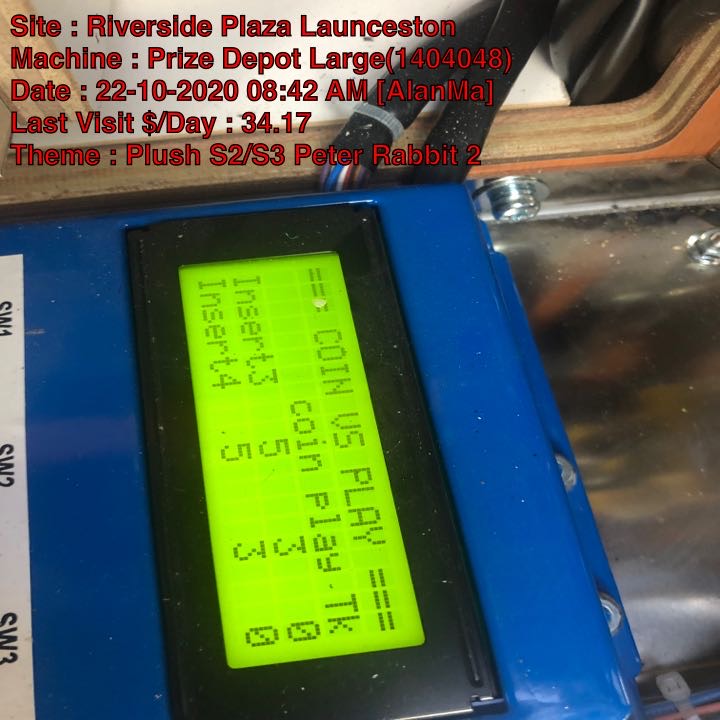 Site : Riverside Plaza Launceston
Machine : Prize Depot Large(1404048)
Date : 22-10-2020 08:42 AM [AlanMa]
Last Visit $/Day : 34.17
Theme : Plush S2/S3 Peter Rabbit 2
=== COIN VS PLAY ===
coin Play.Tk
Insert3 5 3 0
Insert4 5 3 0
SW1
SW2
SW3